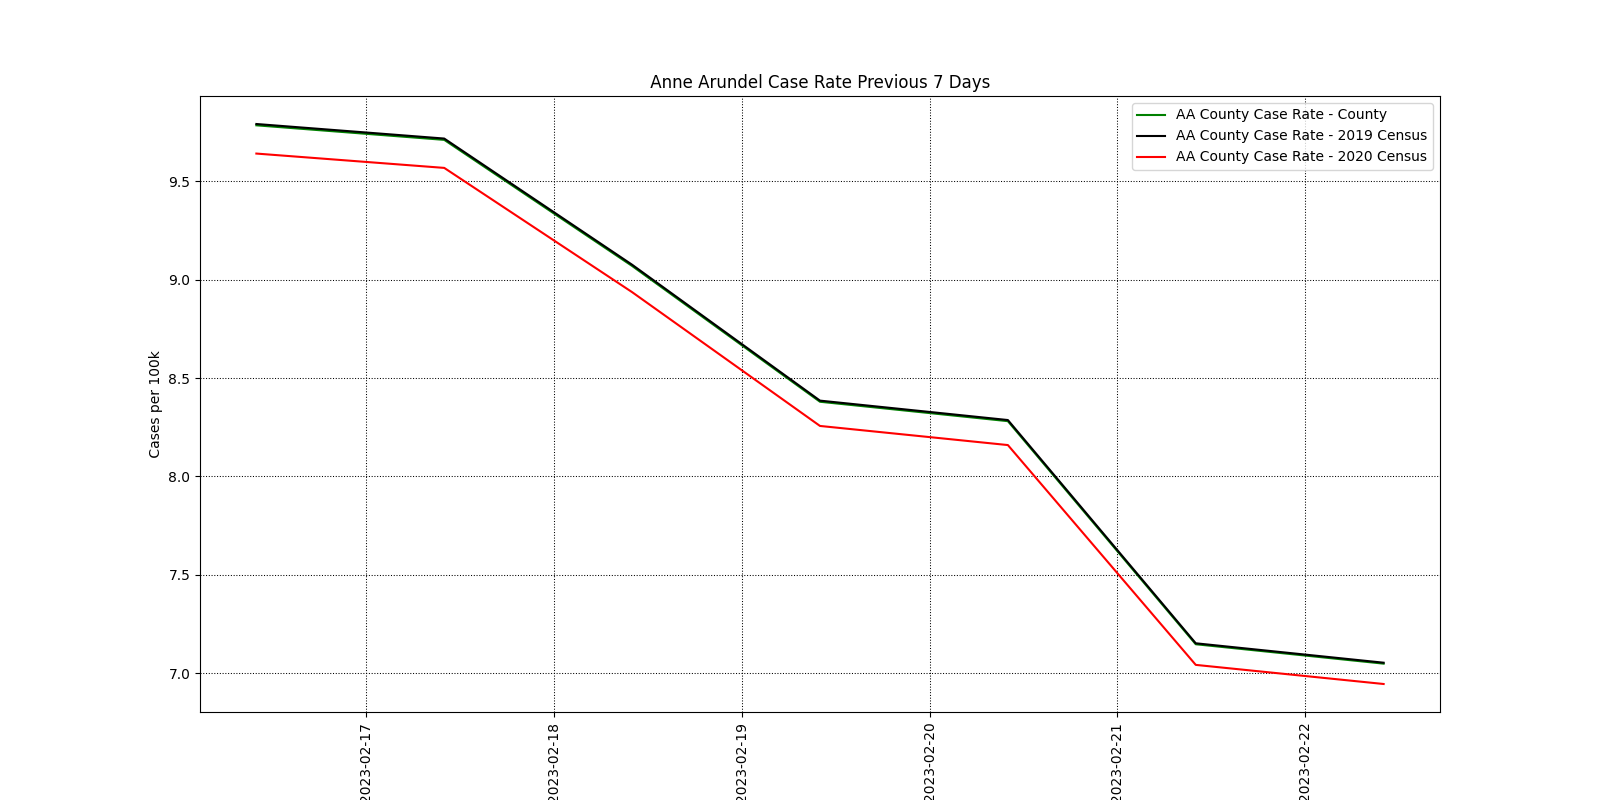 Anne Arundel Case Rate Previous 7 Days
AA County Case Rate - County
AA County Case Rate - 2019 Census
AA County Case Rate - 2020 Census
Cases per 100k
9.5
9.0
8.5
8.0
7.5
7.0
2023-02-17
2023-02-18
2023-02-19
2023-02-20
2023-02-21
2023-02-22